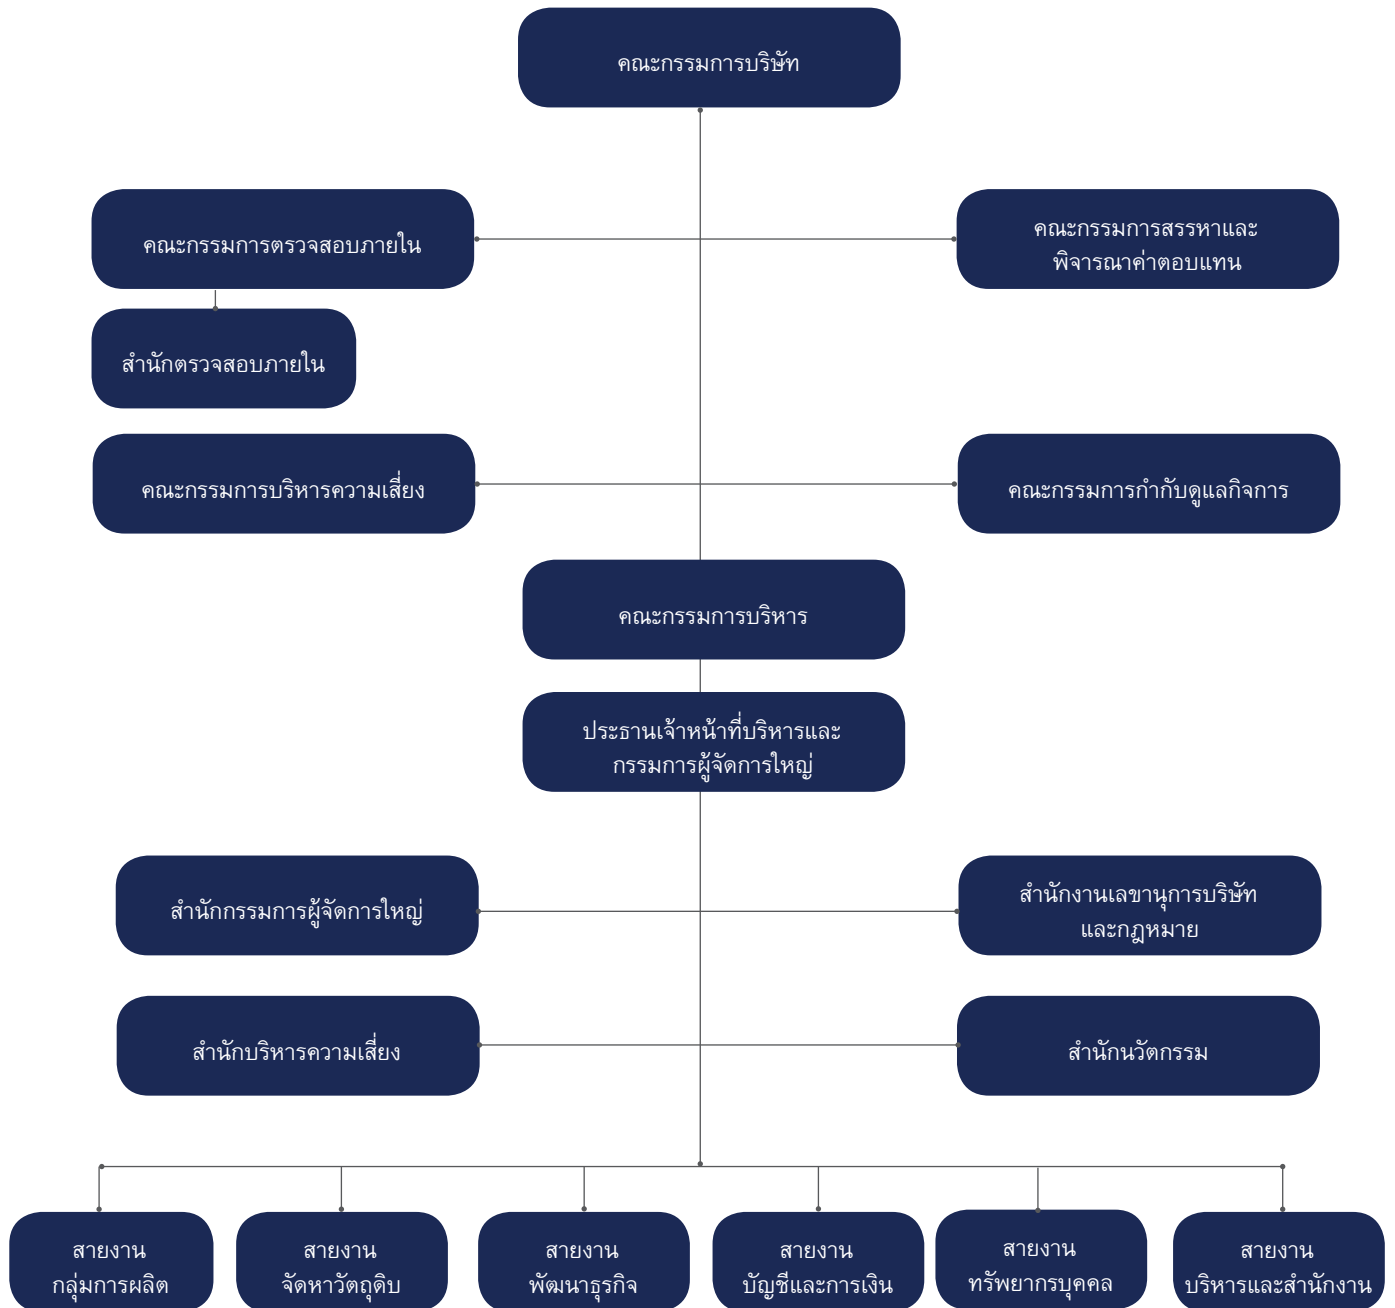 คณะกรรมการบริษัท
คณะกรรมการตรวจสอบภายใน
คณะกรรมการสรรหาและ
พิจารณาค่าตอบแทน
สำนักตรวจสอบภายใน
คณะกรรมการบริหารความเสี่ยง
คณะกรรมการกำกับดูแลกิจการ
คณะกรรมการบริหาร
ประธานเจ้าหน้าที่บริหารและ
กรรมการผู้จัดการใหญ่
สำนักกรรมการผู้จัดการใหญ่
สำนักงานเลขานุการบริษัท
และกฎหมาย
สำนักบริหารความเสี่ยง
สำนักนวัตกรรม
สายงาน
กลุ่มการผลิต
สายงาน
จัดหาวัตถุดิบ
สายงาน
พัฒนาธุรกิจ
สายงาน
บัญชีและการเงิน
สายงาน
ทรัพยากรบุคคล
สายงาน
บริหารและสำนักงาน